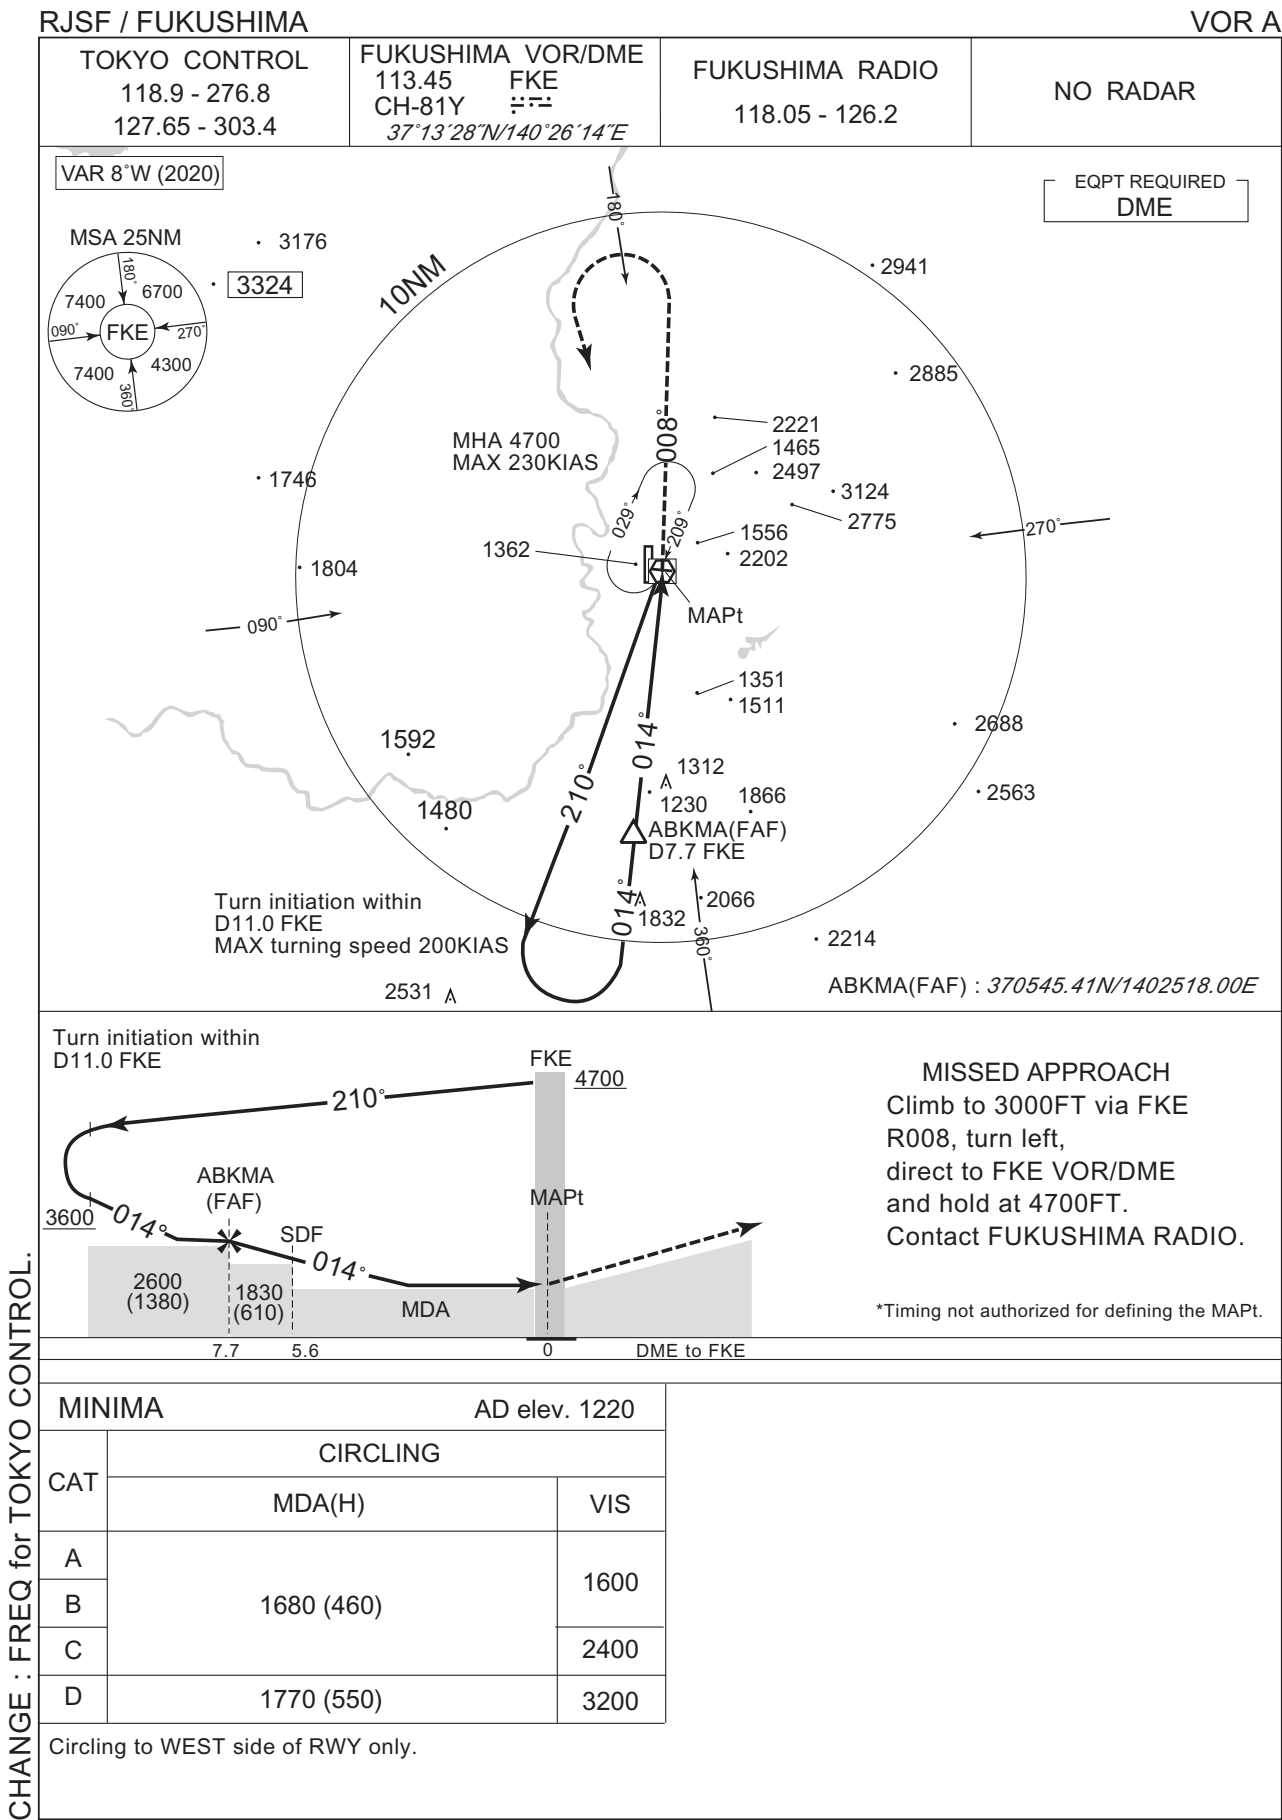 RJSF / FUKUSHIMA
VOR A
TOKYO CONTROL
118.9 - 276.8
127.65 - 303.4
FUKUSHIMA VOR/DME
113.45 FKE
CH-81Y
37°13´28˝N/140°26´14˝E
FUKUSHIMA RADIO
118.05 - 126.2
NO RADAR
VAR 8°W (2020)
EQPT REQUIRED
DME
MSA 25NM
180°
7400
6700
090°
FKE
270°
7400
4300
360°
3176
3324
10NM
180°
2941
2885
008°
2221
1465
2497
3124
2775
MHA 4700
MAX 230KIAS
1746
029°
209°
1556
2202
1362
270°
1804
MAPt
090°
1351
1511
2688
014°
1592
1312
1230
1866
2563
210°
1480
ABKMA(FAF)
D7.7 FKE
014°
1832
2066
360°
2214
Turn initiation within
D11.0 FKE
MAX turning speed 200KIAS
2531
ABKMA(FAF) : 370545.41N/1402518.00E
Turn initiation within
D11.0 FKE
FKE
4700
210°
ABKMA
(FAF)
MAPt
3600
014°
SDF
014°
2600
(1380)
1830
(610)
MDA
7.7
5.6
0
DME to FKE
MISSED APPROACH
Climb to 3000FT via FKE
R008, turn left,
direct to FKE VOR/DME
and hold at 4700FT.
Contact FUKUSHIMA RADIO.
*Timing not authorized for defining the MAPt.
MINIMA
AD elev. 1220
CAT
CIRCLING
MDA(H)
VIS
A
B
1680 (460)
1600
C
2400
D
1770 (550)
3200
Circling to WEST side of RWY only.
CHANGE : FREQ for TOKYO CONTROL.